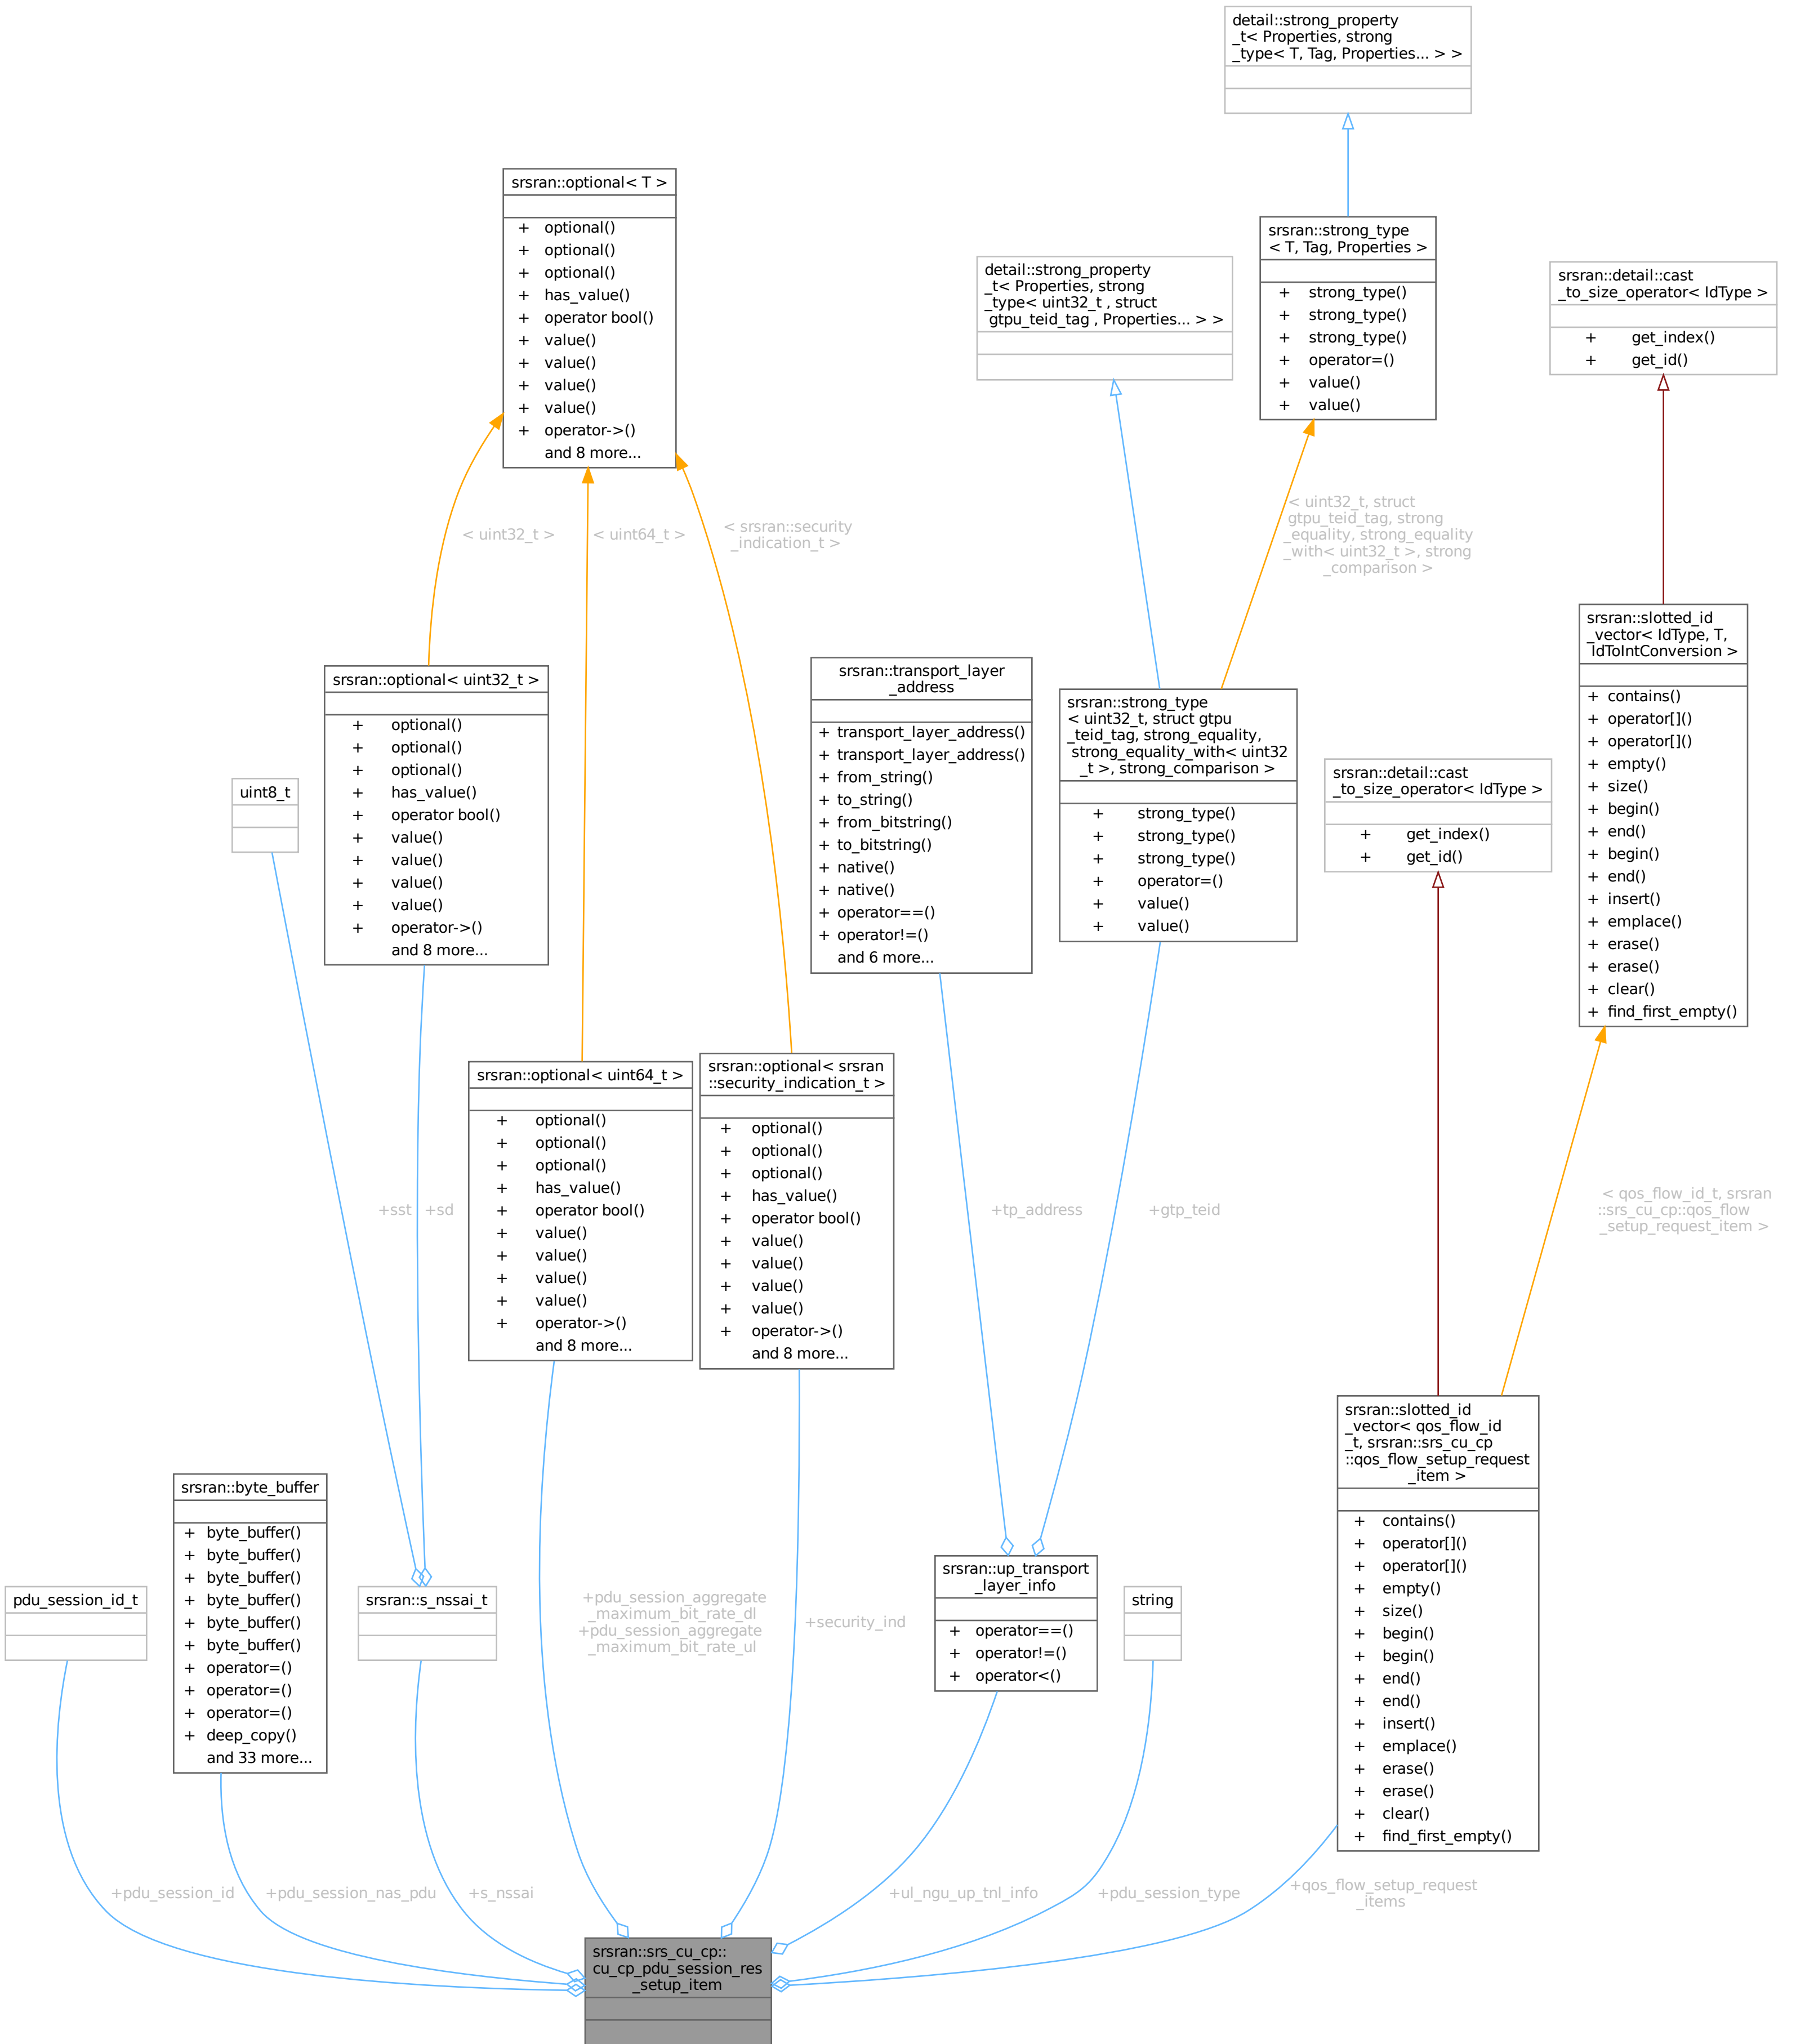 detail::strong_property
_t< Properties, strong
_type< T, Tag, Properties... > >
srsran::optional< T >
+ optional()
+ optional()
+ optional()
+ has_value()
+ operator bool()
+ value()
+ value()
+ value()
+ value()
+ operator->()
and 8 more...
srsran::strong_type
< T, Tag, Properties >
+ strong_type()
+ strong_type()
+ strong_type()
+ operator=()
+ value()
+ value()
detail::strong_property
_t< Properties, strong
_type< uint32_t , struct
gtpu_teid_tag , Properties... > >
srsran::detail::cast
_to_size_operator< IdType >
+ get_index()
+ get_id()
< uint32_t >
< uint64_t >
< srsran::security
_indication_t >
< uint32_t, struct
gtpu_teid_tag, strong
_equality, strong_equality
_with< uint32_t >, strong
_comparison >
srsran::slotted_id
_vector< IdType, T,
IdToIntConversion >
+ contains()
+ operator[]()
+ operator[]()
+ empty()
+ size()
+ begin()
+ end()
+ begin()
+ end()
+ insert()
+ emplace()
+ erase()
+ erase()
+ clear()
+ find_first_empty()
srsran::optional< uint32_t >
+ optional()
+ optional()
+ optional()
+ has_value()
+ operator bool()
+ value()
+ value()
+ value()
+ value()
+ operator->()
and 8 more...
srsran::transport_layer
_address
+ transport_layer_address()
+ transport_layer_address()
+ from_string()
+ to_string()
+ from_bitstring()
+ to_bitstring()
+ native()
+ native()
+ operator==()
+ operator!=()
and 6 more...
srsran::strong_type
< uint32_t, struct gtpu
_teid_tag, strong_equality,
strong_equality_with< uint32
_t >, strong_comparison >
+ strong_type()
+ strong_type()
+ strong_type()
+ operator=()
+ value()
+ value()
uint8_t
srsran::detail::cast
_to_size_operator< IdType >
+ get_index()
+ get_id()
srsran::optional< uint64_t >
+ optional()
+ optional()
+ optional()
+ has_value()
+ operator bool()
+ value()
+ value()
+ value()
+ value()
+ operator->()
and 8 more...
srsran::optional< srsran
::security_indication_t >
+ optional()
+ optional()
+ optional()
+ has_value()
+ operator bool()
+ value()
+ value()
+ value()
+ value()
+ operator->()
and 8 more...
+sst
+sd
+tp_address
+gtp_teid
< qos_flow_id_t, srsran
::srs_cu_cp::qos_flow
_setup_request_item >
srsran::slotted_id
_vector< qos_flow_id
_t, srsran::srs_cu_cp
::qos_flow_setup_request
_item >
+ contains()
+ operator[]()
+ operator[]()
+ empty()
+ size()
+ begin()
+ begin()
+ end()
+ end()
+ insert()
+ emplace()
+ erase()
+ erase()
+ clear()
+ find_first_empty()
srsran::byte_buffer
+ byte_buffer()
+ byte_buffer()
+ byte_buffer()
+ byte_buffer()
+ byte_buffer()
+ byte_buffer()
+ operator=()
+ operator=()
+ operator=()
+ deep_copy()
and 33 more...
pdu_session_id_t
srsran::s_nssai_t
+pdu_session_aggregate
_maximum_bit_rate_dl
+pdu_session_aggregate
_maximum_bit_rate_ul
+security_ind
srsran::up_transport
_layer_info
+ operator==()
+ operator!=()
+ operator<()
string
+pdu_session_id
+pdu_session_nas_pdu
+s_nssai
+ul_ngu_up_tnl_info
+pdu_session_type
+qos_flow_setup_request
_items
srsran::srs_cu_cp::
cu_cp_pdu_session_res
_setup_item